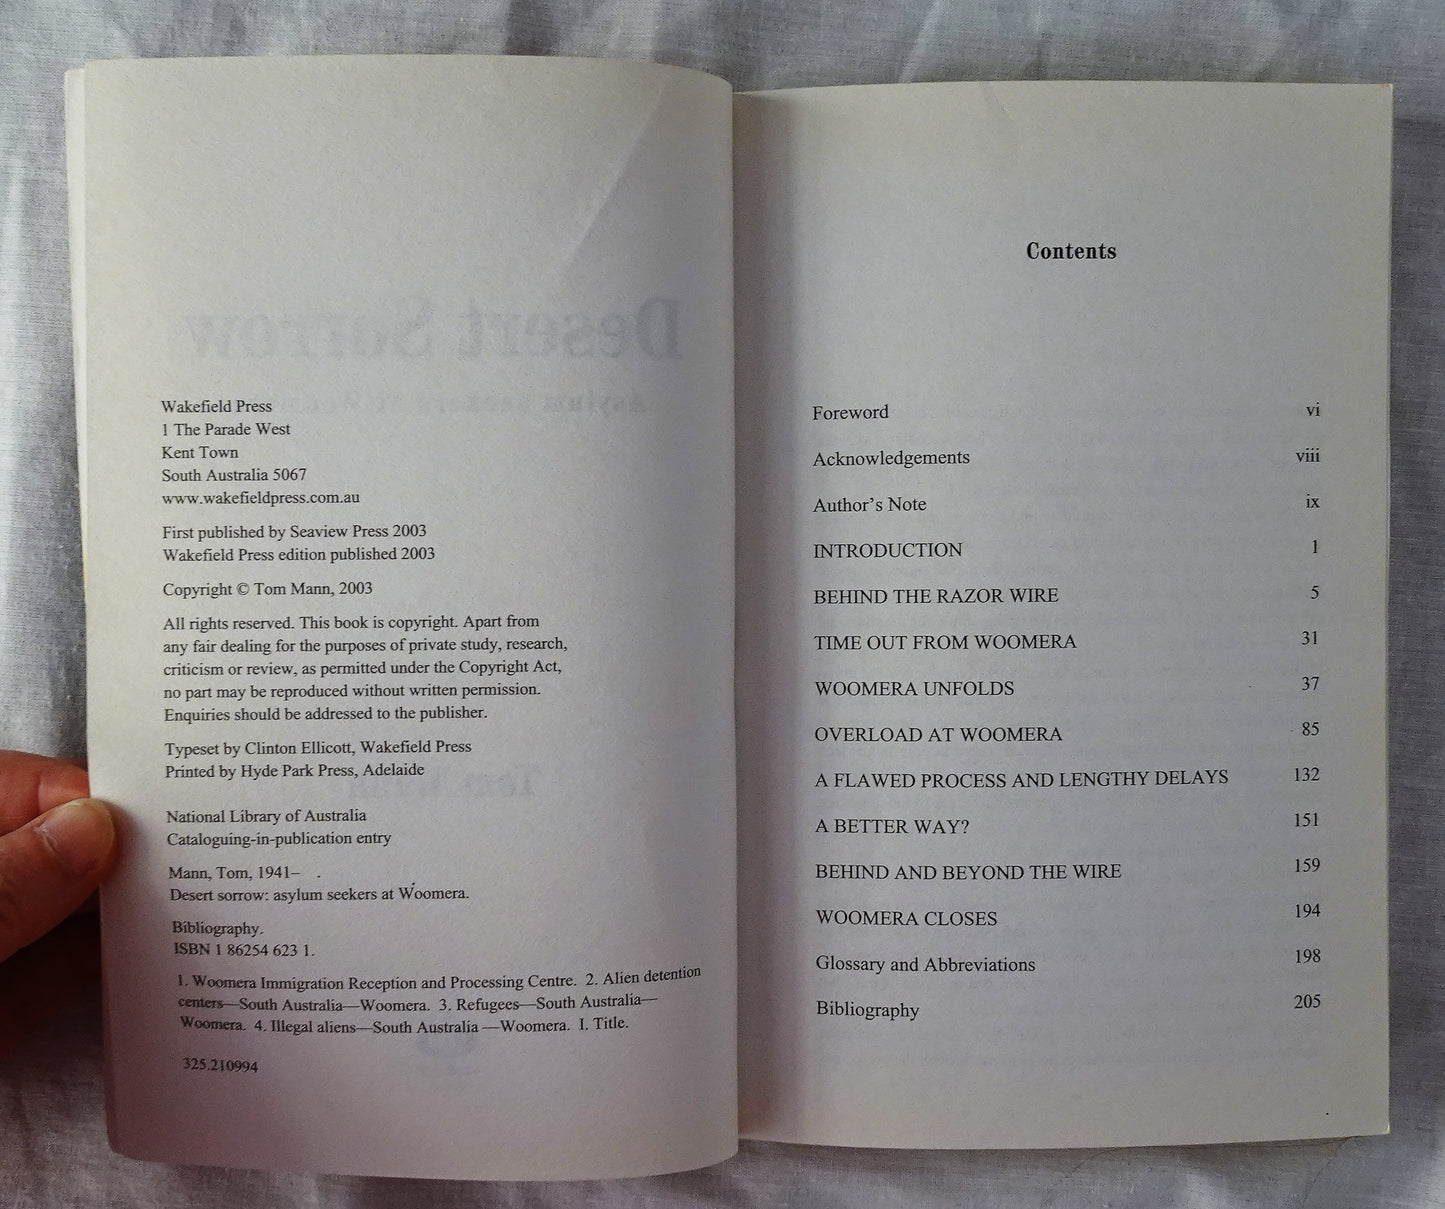 Wakefield Press
1 The Parade West
Kent Town
South Australia 5067
www.wakefieldpress.com.au
First published by Seaview Press 2003
Wakefield Press edition published 2003
Copyright © Tom Mann, 2003
All rights reserved. This book is copyright. Apart from
any fair dealing for the purposes of private study, research,
criticism or review, as permitted under the Copyright Act,
no part may be reproduced without written permission.
Enquiries should be addressed to the publisher.
Typeset by Clinton Ellicott, Wakefield Press
Printed by Hyde Park Press, Adelaide
National Library of Australia
Cataloguing-in-publication entry
Mann, Tom, 1941– .
Desert sorrow: asylum seekers at Woomera.
Bibliography.
ISBN 1 86254 623 1.
1. Woomera Immigration Reception and Processing Centre. 2. Alien detention
centers—South Australia—Woomera. 3. Refugees—South Australia—
Woomera. 4. Illegal aliens—South Australia —Woomera. I. Title.
325.210994
Contents
Foreword vi
Acknowledgements viii
Author's Note ix
INTRODUCTION 1
BEHIND THE RAZOR WIRE 5
TIME OUT FROM WOOMERA 31
WOOMERA UNFOLDS 37
OVERLOAD AT WOOMERA 85
A FLAWED PROCESS AND LENGTHY DELAYS 132
A BETTER WAY? 151
BEHIND AND BEYOND THE WIRE 159
WOOMERA CLOSES 194
Glossary and Abbreviations 198
Bibliography 205